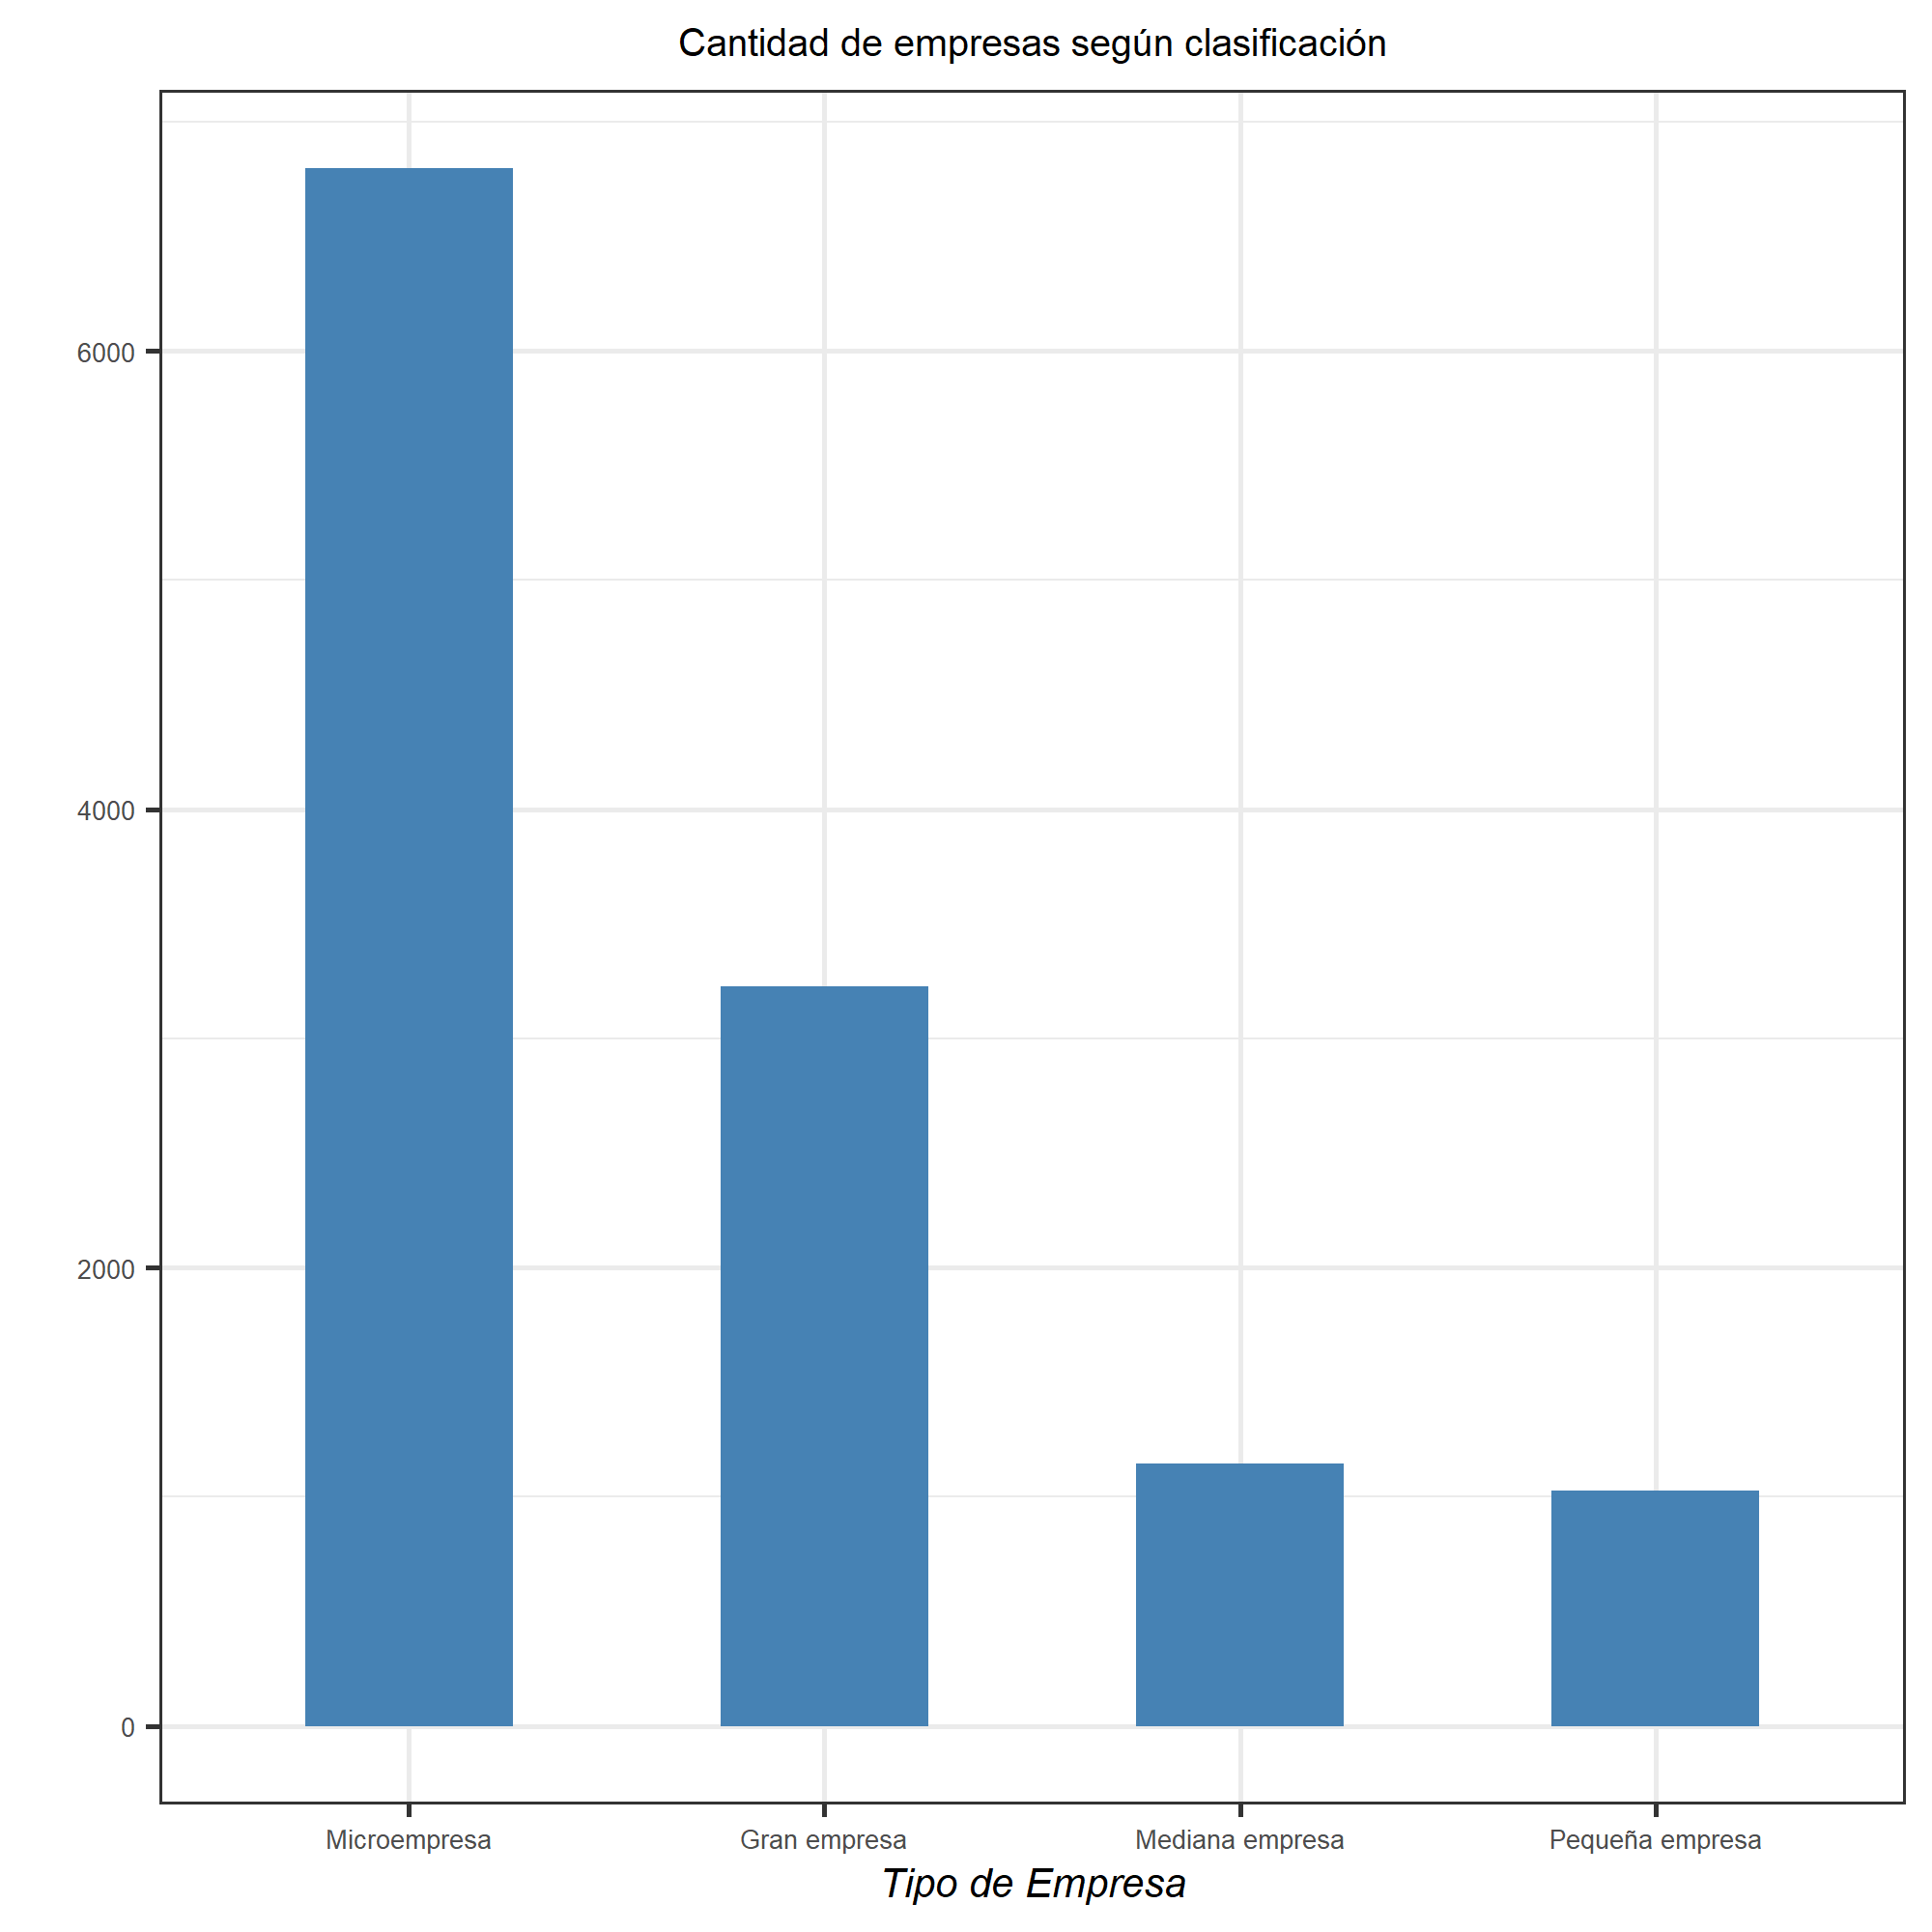 Cantidad de empresas según clasificación
6000
4000
2000
0
Microempresa Gran empresa Mediana empresa Pequeña empresa
Tipo de Empresa